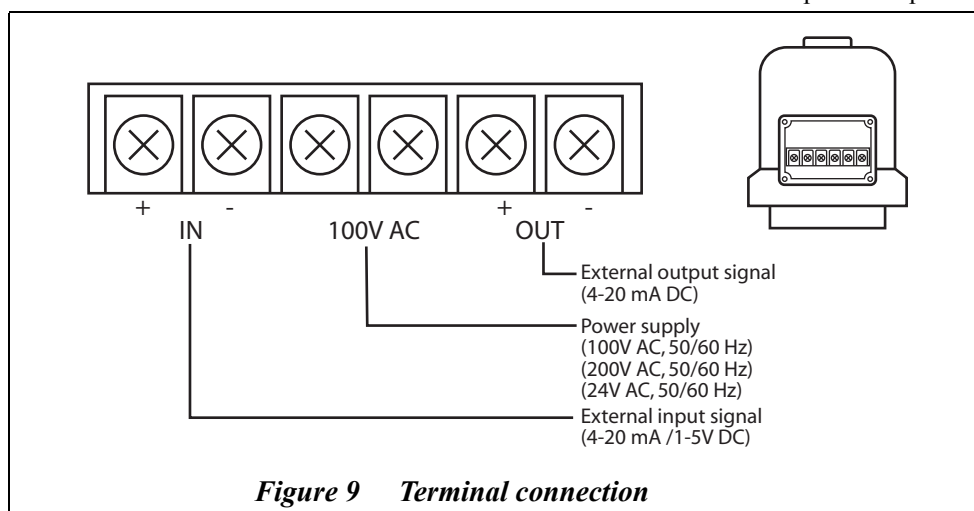 + - + -
IN 100V AC OUT
External output signal
(4-20 mA DC)
Power supply
(100V AC, 50/60 Hz)
(200V AC, 50/60 Hz)
(24V AC, 50/60 Hz)
External input signal
(4-20 mA /1-5V DC)
Figure 9 Terminal connection